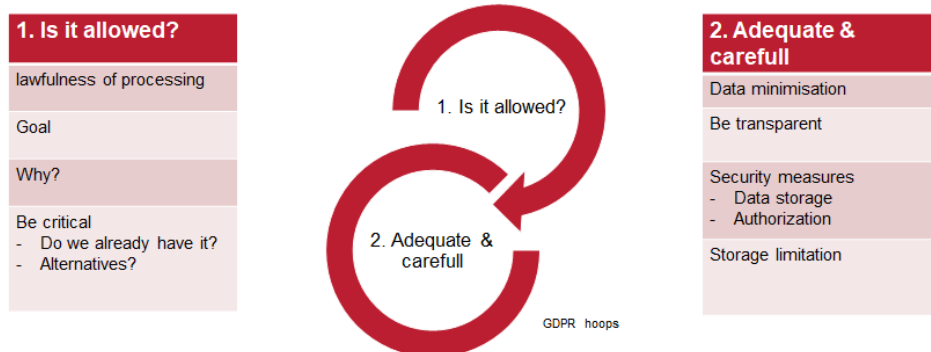 1. Is it allowed?
lawfulness of processing
Goal
Why?
Be critical
- Do we already have it?
- Alternatives?
1. Is it allowed?
2. Adequate &
carefull
GDPR hoops
2. Adequate &
carefull
Data minimisation
Be transparent
Security measures
- Data storage
- Authorization
Storage limitation